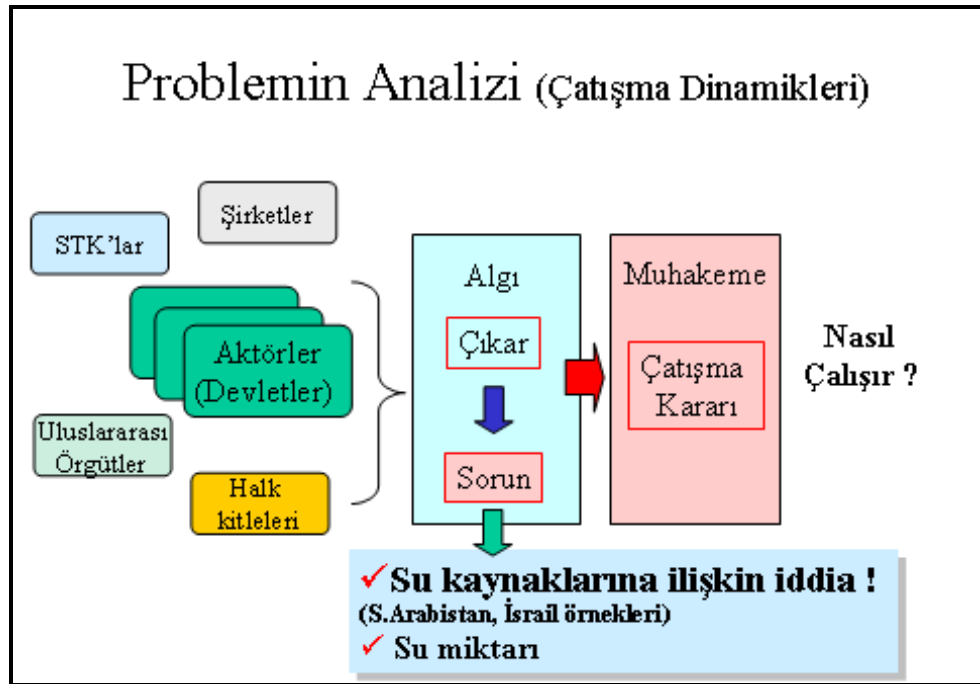 Problemin Analizi (Çatışma Dinamikleri)
Şirketler
STK'lar
Aktörler
(Devletler)
Uluslararası
Örgütler
Halk
kitleleri
Algı
Çıkar
Sorun
Muhakeme
Çatışma
Kararı
Nasıl
Çalışır ?
Su kaynaklarına ilişkin iddia !
(S.Arabistan, İsrail örnekleri)
Su miktarı